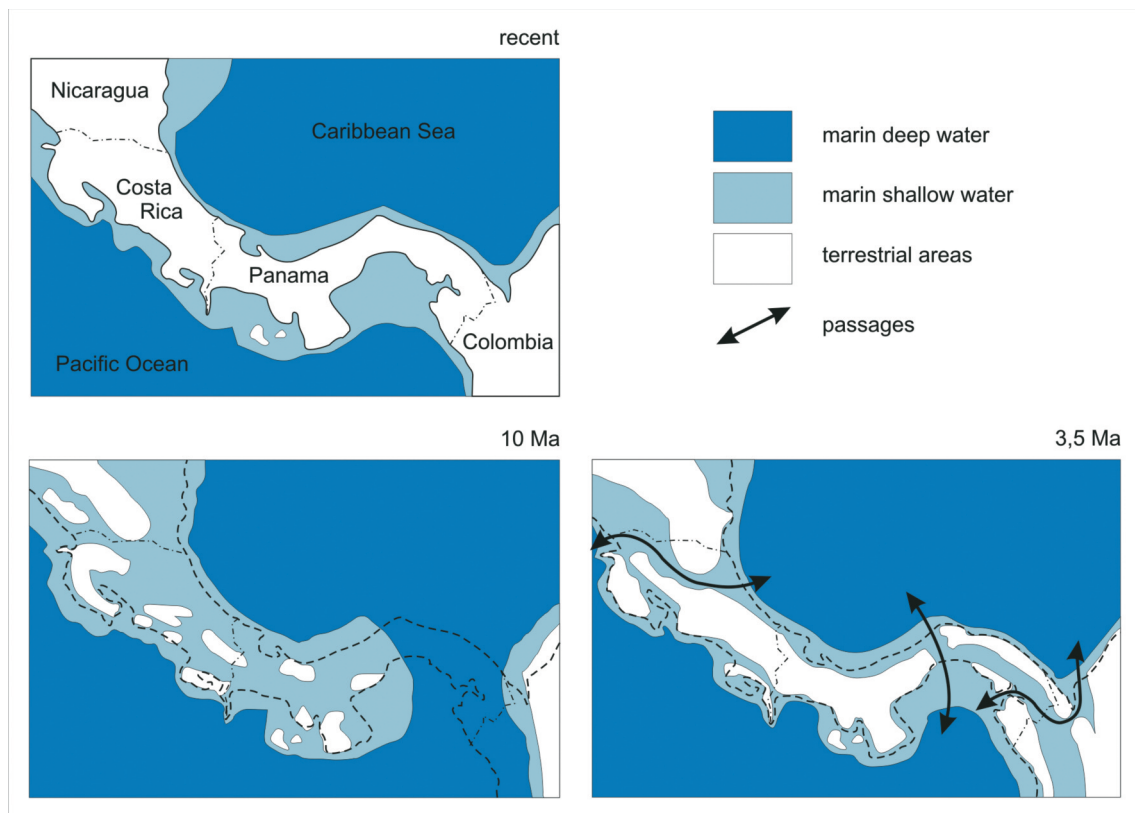 recent
Nicaragua
Caribbean Sea
Costa
Rica
Panama
Colombia
Pacific Ocean
marin deep water
marin shallow water
terrestrial areas
passages
10 Ma
3,5 Ma